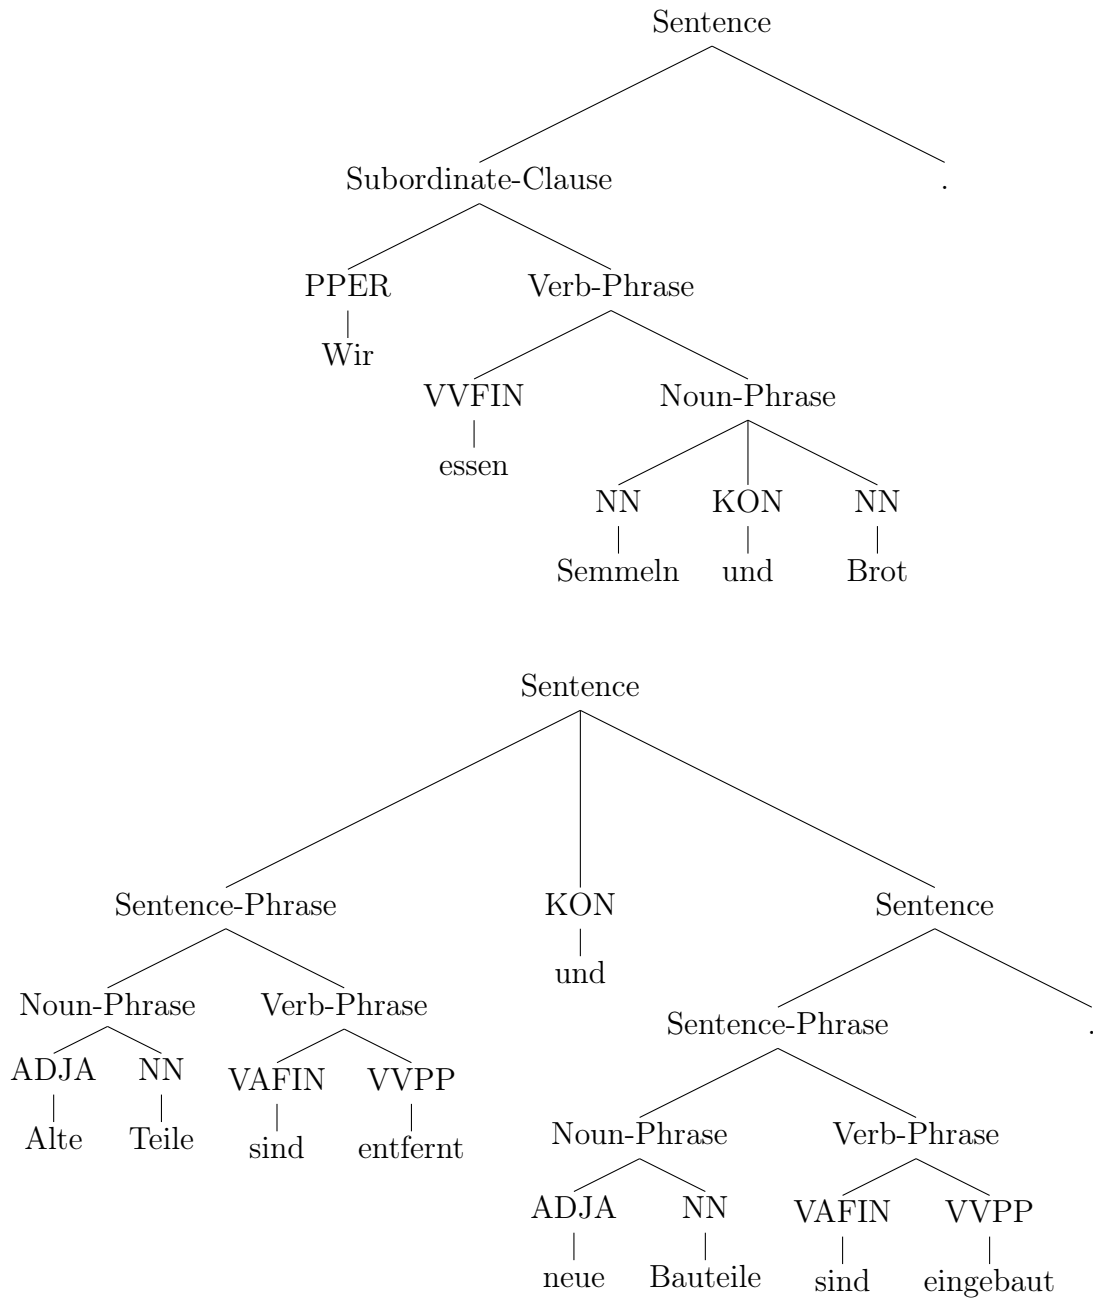 Sentence
Subordinate-Clause .
PPER Verb-Phrase
Wir
VVFIN Noun-Phrase
essen
NN KON NN
Semmeln und Brot
Sentence
Sentence-Phrase KON Sentence
und
Noun-Phrase Verb-Phrase
Sentence-Phrase .
ADJA NN VAFIN VVPP
Alte Teile sind entfernt
Noun-Phrase Verb-Phrase
ADJA NN VAFIN VVPP
neue Bauteile sind eingebaut